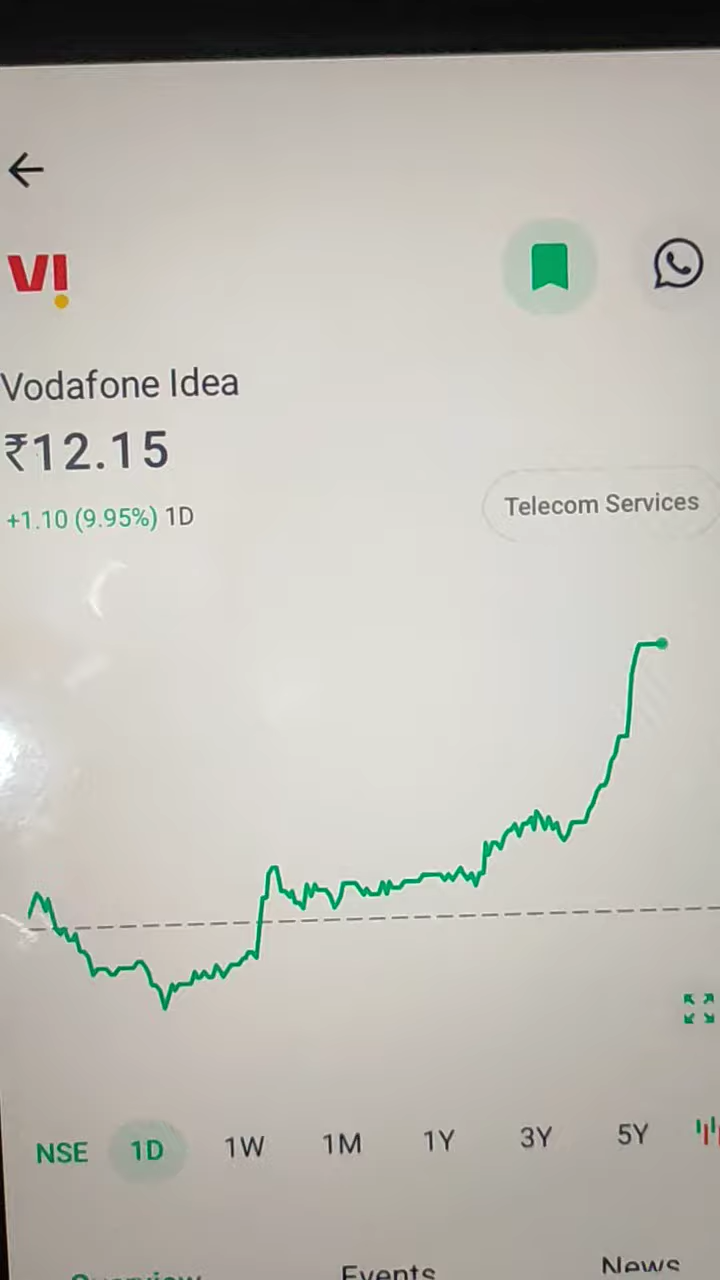 VI
Vodafone Idea
₹12.15
+1.10 (9.95%) 1D
Telecom Services
NSE 1D 1W 1M 1Y 3Y 5Y
Overview Events News